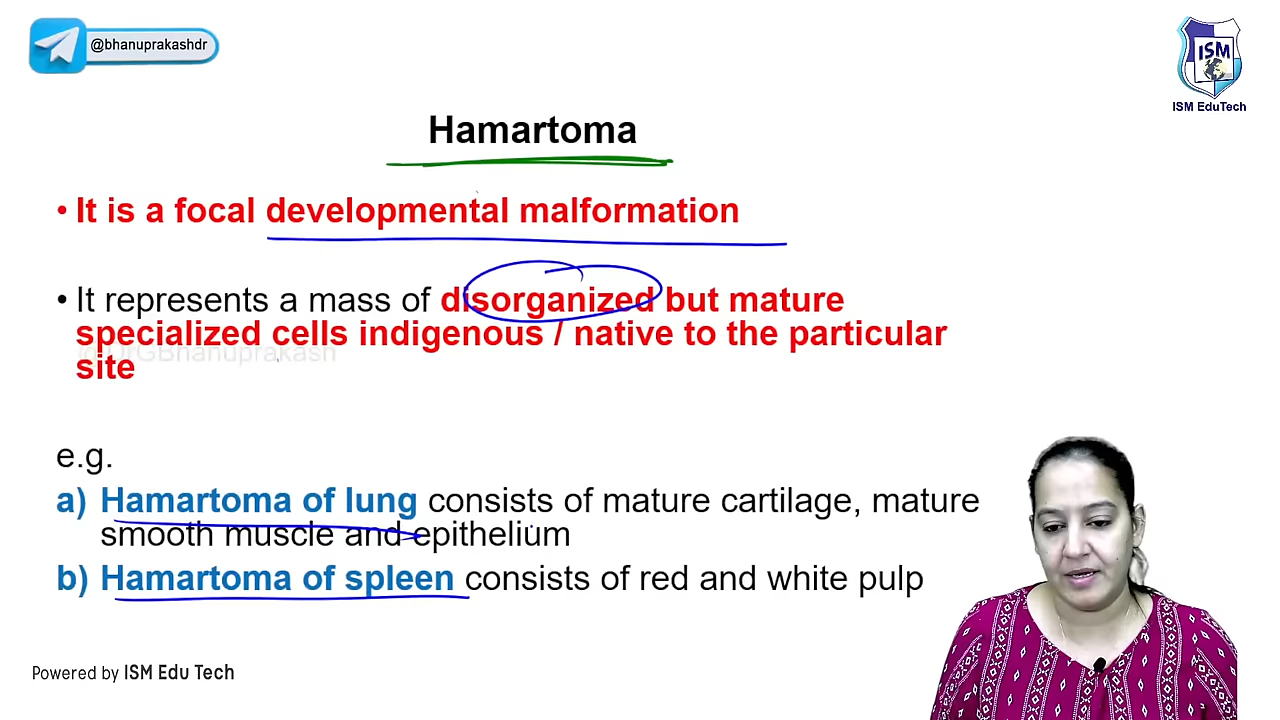 @bhanuprakashdr
ISM
ISM EduTech
Hamartoma
• It is a focal developmental malformation
• It represents a mass of disorganized but mature
specialized cells indigenous / native to the particular
site
e.g.
a) Hamartoma of lung consists of mature cartilage, mature
smooth muscle and epithelium
b) Hamartoma of spleen consists of red and white pulp
Powered by ISM Edu Tech